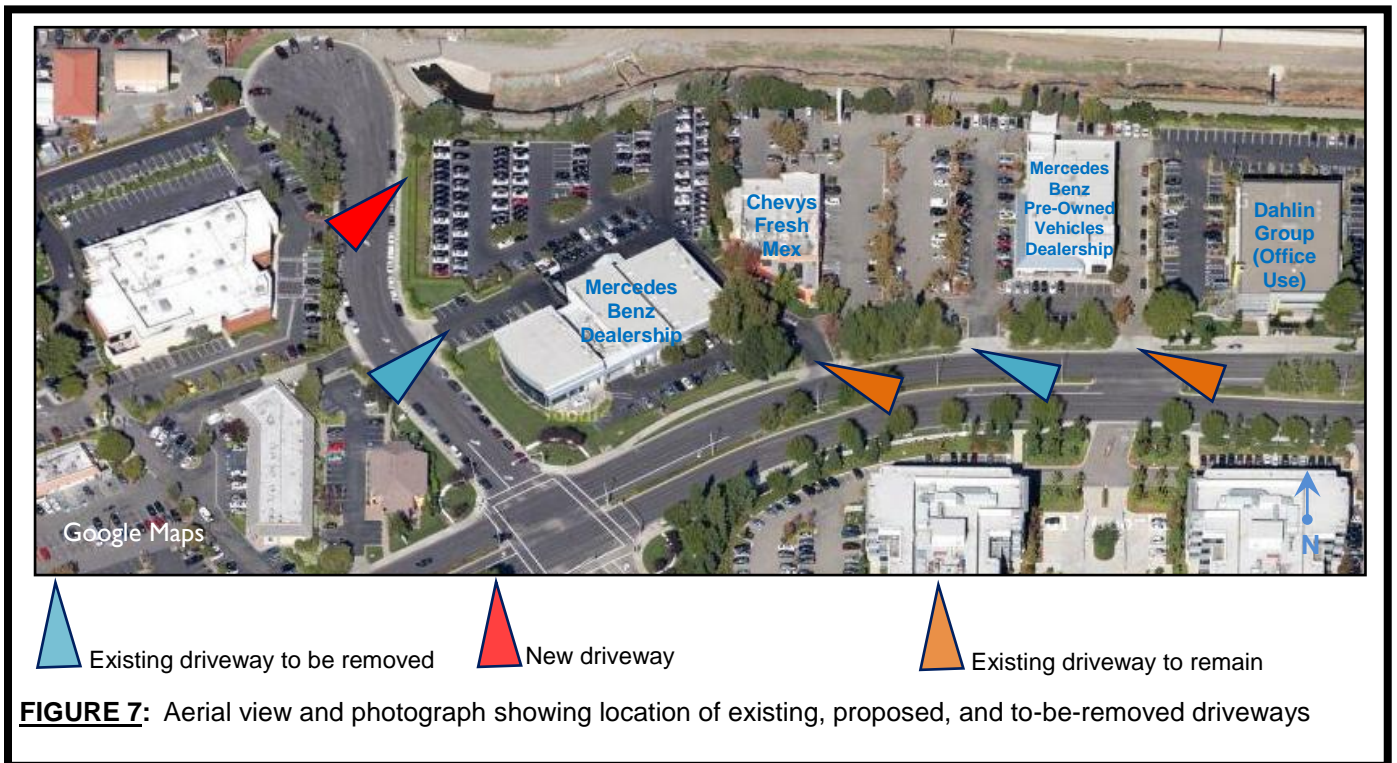 Chevys
Fresh
Mex
Mercedes
Benz
Pre-Owned
Vehicles
Dealership
Dahlin
Group
(Office
Use)
Mercedes
Benz
Dealership
Google Maps
N
Existing driveway to be removed
New driveway
Existing driveway to remain
FIGURE 7: Aerial view and photograph showing location of existing, proposed, and to-be-removed driveways